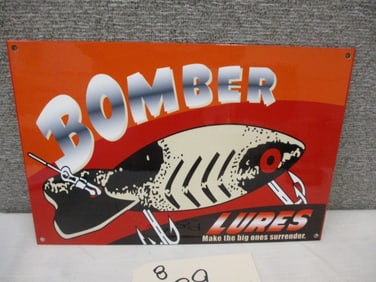 BOMBER
LURES
Make the big ones surrender.
8